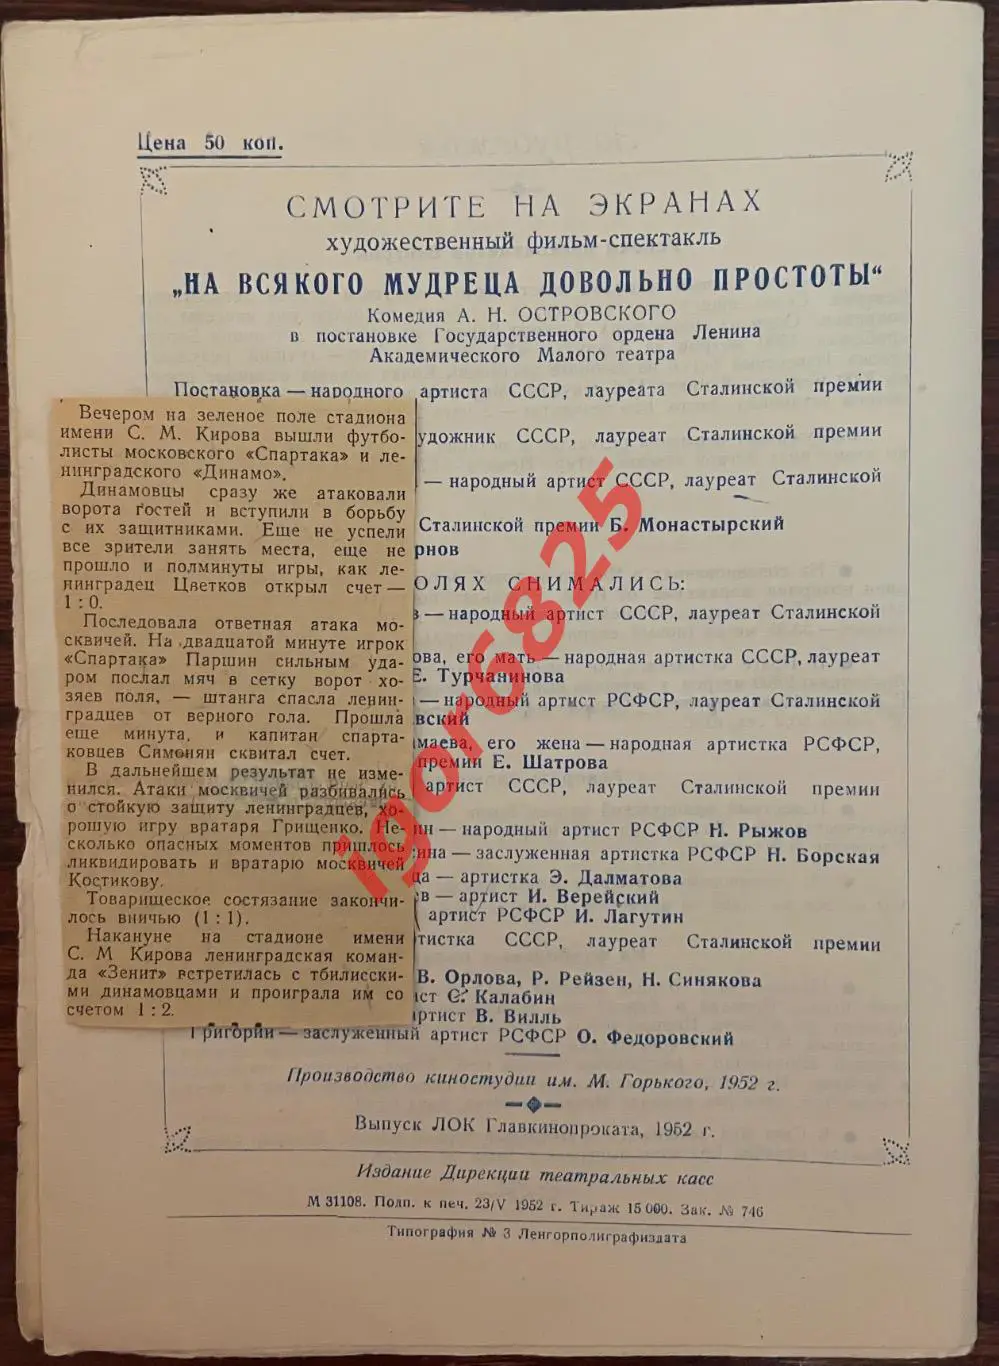 Цена 50 коп.
СМОТРИТЕ НА ЭКРАНАХ
художественный фильм-спектакль
„НА ВСЯКОГО МУДРЕЦА ДОВОЛЬНО ПРОСТОТЫ“
Комедия А. Н. ОСТРОВСКОГО
в постановке Государственного ордена Ленина
Академического Малого театра
Постановка — народного артиста СССР, лауреата Сталинской премии
удожник СССР, лауреат Сталинской премии
— народный артист СССР, лауреат Сталинской
Сталинской премии Б. Монастырский
рнов
ОЛЯХ СНИМАЛИСЬ:
в — народный артист СССР, лауреат Сталинской
ова, его мать — народная артистка СССР, лауреат
Е. Турчанинова
— народный артист РСФСР, лауреат Сталинской
вский
маева, его жена — народная артистка РСФСР,
премии Е. Шатрова
артист СССР, лауреат Сталинской премии
ин — народный артист РСФСР Н. Рыжов
сина — заслуженная артистка РСФСР Н. Борская
ца — артистка Э. Далматова
ев — артист И. Верейский
артист РСФСР И. Лагутин
тистка СССР, лауреат Сталинской премии
В. Орлова, Р. Рейзен, Н. Синякова
ист С. Калабин
артист В. Вилль
Григорий — заслуженный артист РСФСР О. Федоровский
Производство киностудии им. М. Горького, 1952 г.
Выпуск ЛОК Главкинопроката, 1952 г.
Издание Дирекции театральных касс
М 31108. Подп. к печ. 23/V 1952 г. Тираж 15 000. Зак. № 746
Типография № 3 Ленгорполиграфиздата
Вечером на зеленое поле стадиона
имени С. М. Кирова вышли футбо-
листы московского «Спартака» и ле-
нинградского «Динамо».
Динамовцы сразу же атаковали
ворота гостей и вступили в борьбу
с их защитниками. Еще не успели
все зрители занять места, еще не
прошло и полминуты игры, как ле-
нинградец Цветков открыл счет —
1 : 0.
Последовала ответная атака мо-
сквичей. На двадцатой минуте игрок
«Спартака» Паршин сильным уда-
ром послал мяч в сетку ворот хо-
зяев поля, — штанга спасла ленин-
градцев от верного гола. Прошла
еще минута, и капитан спарта-
ковцев Симонян сквитал счет.
В дальнейшем результат не изме-
нился. Атаки москвичей разбивались
о стойкую защиту ленинградцев, хо-
рошую игру вратаря Грищенко. Не-
сколько опасных моментов пришлось
ликвидировать и вратарю москвичей
Костикову.
Товарищеское состязание закончи-
лось вничью (1 : 1).
Накануне на стадионе имени
С. М Кирова ленинградская коман-
да «Зенит» встретилась с тбилисски-
ми динамовцами и проиграла им со
счетом 1 : 2.
igor6825